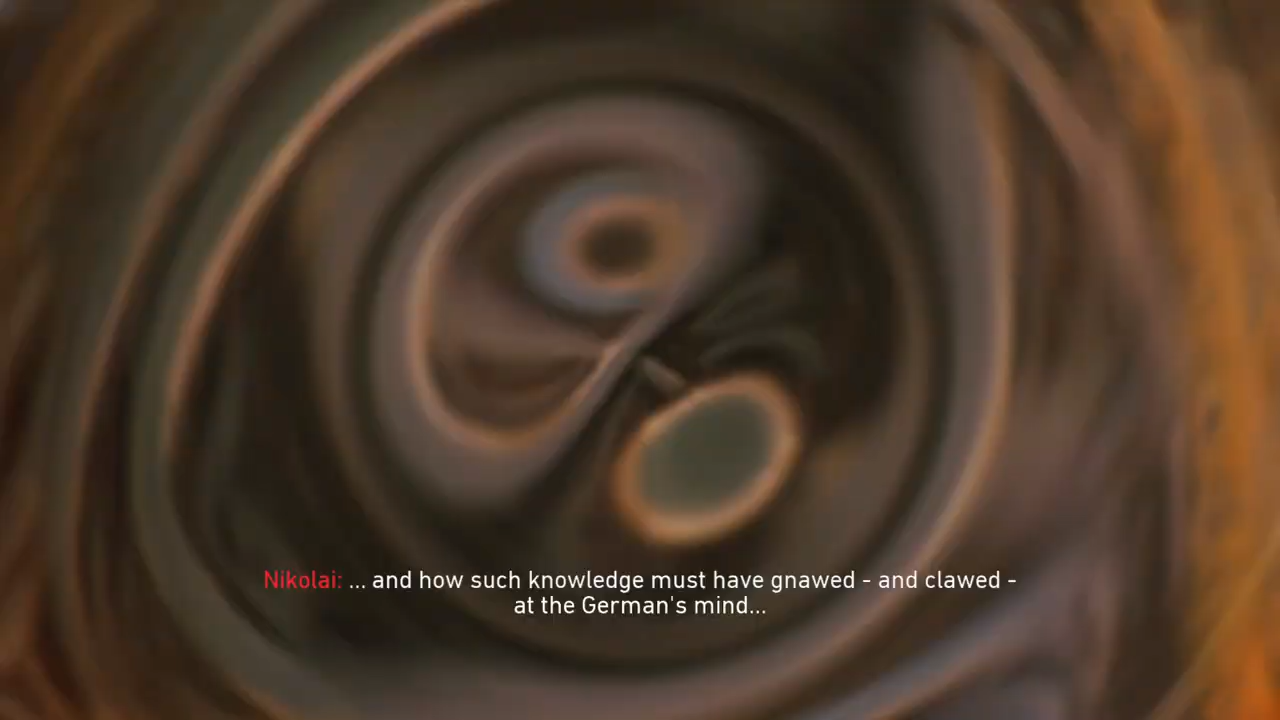 Nikolai: ... and how such knowledge must have gnawed - and clawed -
at the German's mind...